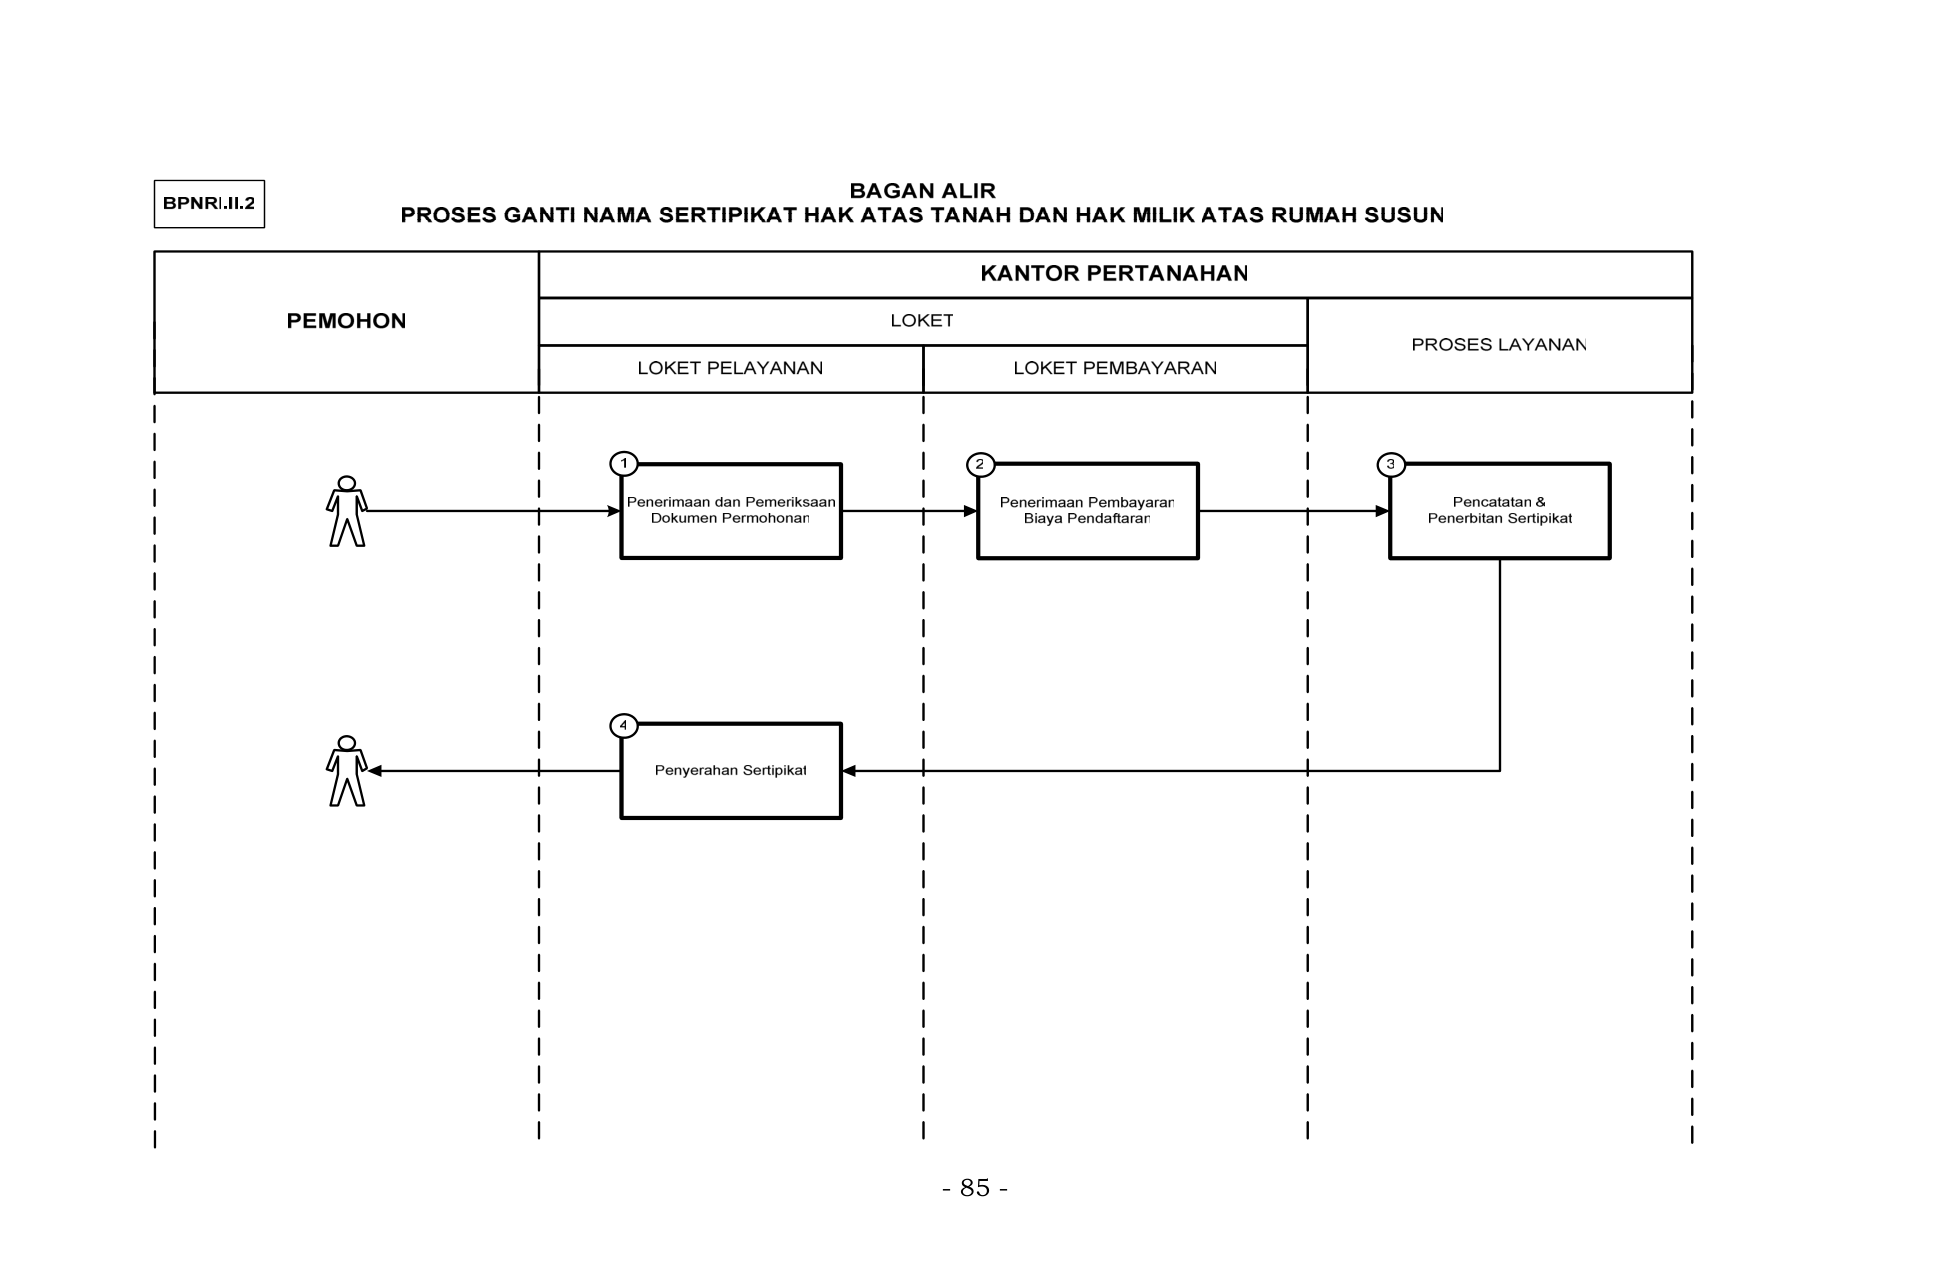 BPNRI.II.2
BAGAN ALIR
PROSES GANTI NAMA SERTIPIKAT HAK ATAS TANAH DAN HAK MILIK ATAS RUMAH SUSUN
PEMOHON
KANTOR PERTANAHAN
LOKET
PROSES LAYANAN
LOKET PELAYANAN
LOKET PEMBAYARAN
1
Penerimaan dan Pemeriksaan
Dokumen Permohonan
2
Penerimaan Pembayaran
Biaya Pendaftaran
3
Pencatatan &
Penerbitan Sertipikat
4
Penyerahan Sertipikat
- 85 -